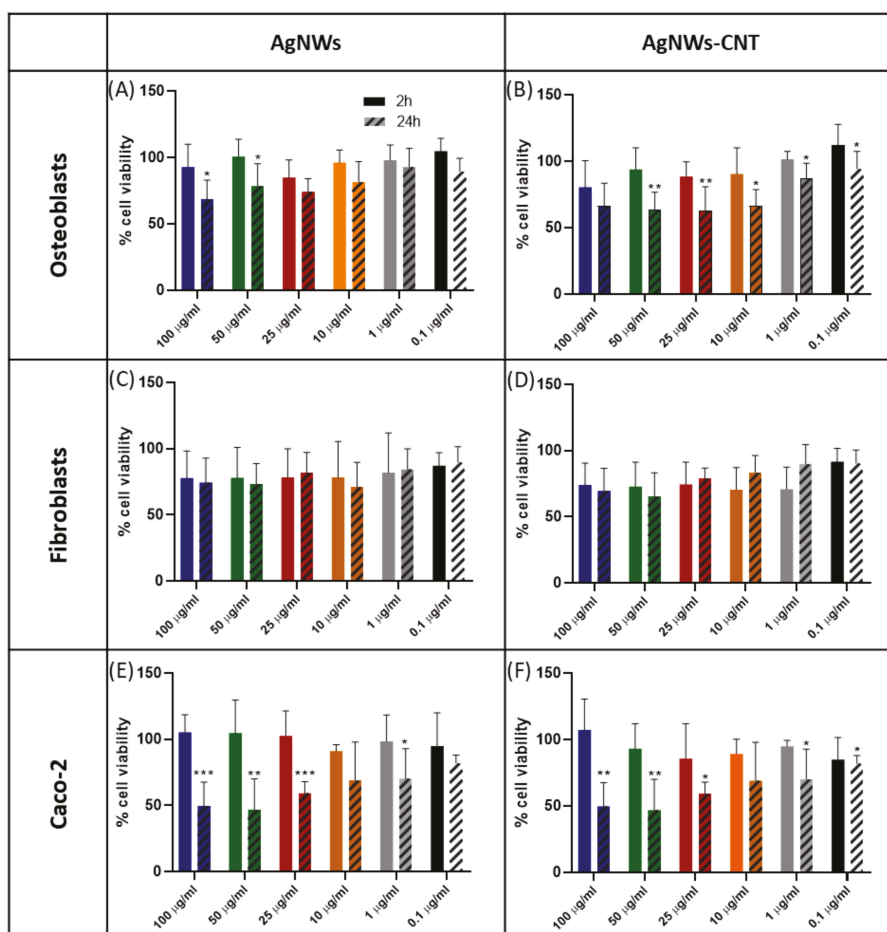 AgNWs
AgNWs-CNT
Osteoblasts
(A)
150
100
50
0
% cell viability
2h
24h
*
*
100 µg/ml
50 µg/ml
25 µg/ml
10 µg/ml
1 µg/ml
0.1 µg/ml
(B)
150
100
50
0
% cell viability
**
**
*
*
*
100 µg/ml
50 µg/ml
25 µg/ml
10 µg/ml
1 µg/ml
0.1 µg/ml
Fibroblasts
(C)
150
100
50
0
% cell viability
100 µg/ml
50 µg/ml
25 µg/ml
10 µg/ml
1 µg/ml
0.1 µg/ml
(D)
150
100
50
0
% cell viability
100 µg/ml
50 µg/ml
25 µg/ml
10 µg/ml
1 µg/ml
0.1 µg/ml
Caco-2
(E)
150
100
50
0
% cell viability
***
**
***
*
100 µg/ml
50 µg/ml
25 µg/ml
10 µg/ml
1 µg/ml
0.1 µg/ml
(F)
150
100
50
0
% cell viability
**
**
*
*
*
100 µg/ml
50 µg/ml
25 µg/ml
10 µg/ml
1 µg/ml
0.1 µg/ml